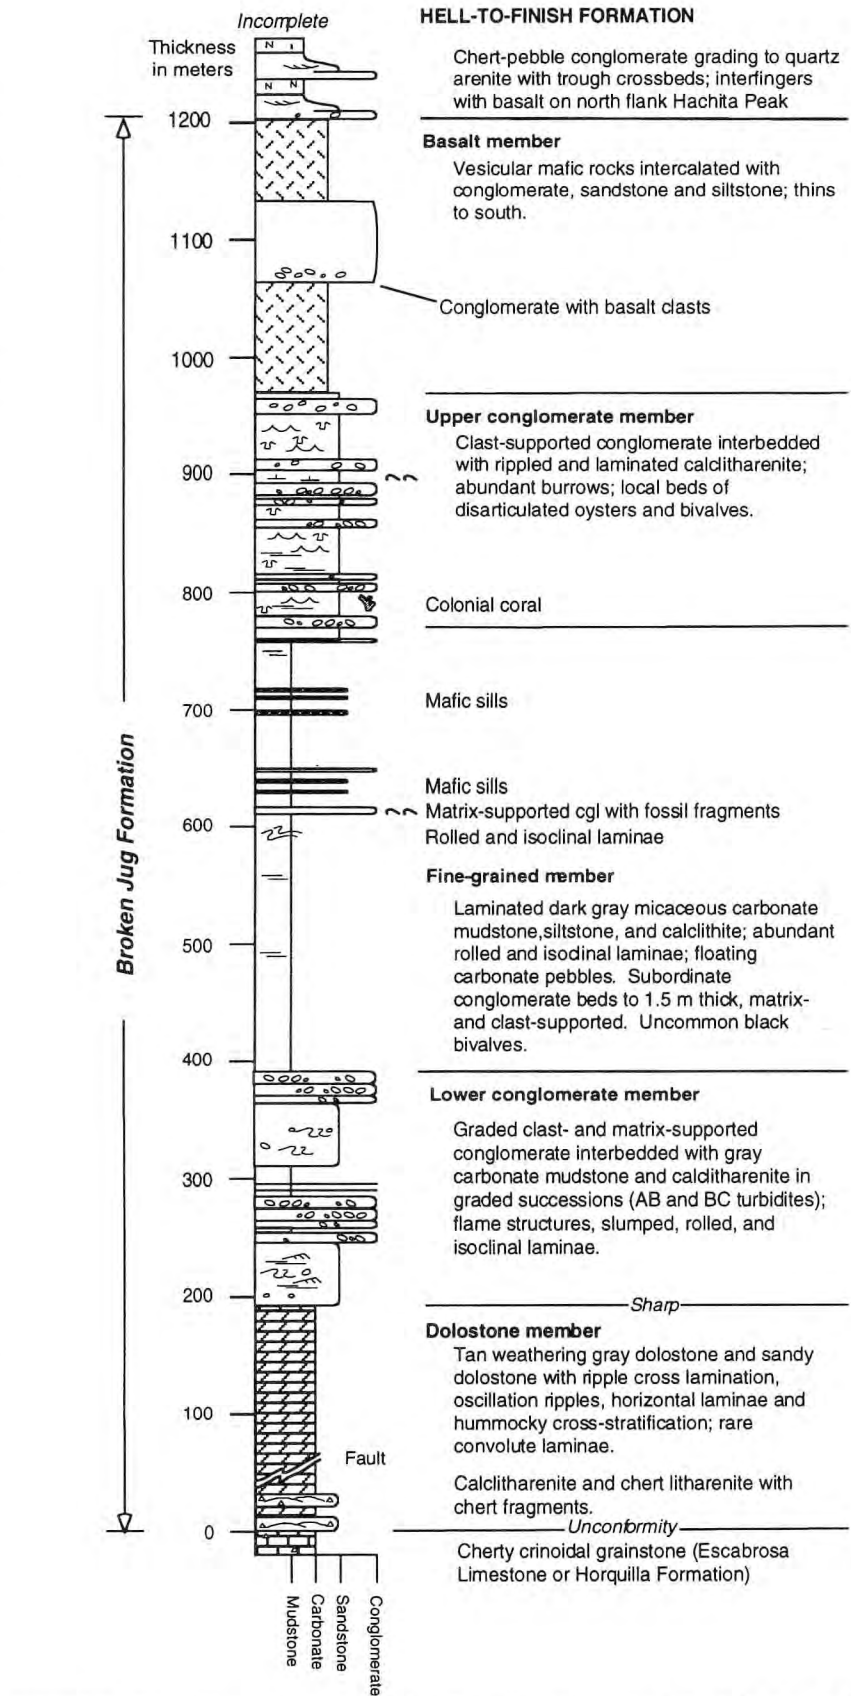 Incomplete
HELL-TO-FINISH FORMATION
Thickness
in meters
Chert-pebble conglomerate grading to quartz
arenite with trough crossbeds; interfingers
with basalt on north flank Hachita Peak
N I
N N
1200
Basalt member
Vesicular mafic rocks intercalated with
conglomerate, sandstone and siltstone; thins
to south.
1100
Conglomerate with basalt clasts
1000
Upper conglomerate member
Clast-supported conglomerate interbedded
with rippled and laminated calclitharenite;
abundant burrows; local beds of
disarticulated oysters and bivalves.
900
800
Colonial coral
700
Mafic sills
Mafic sills
Matrix-supported cgl with fossil fragments
600
Rolled and isoclinal laminae
Broken Jug Formation
Fine-grained member
Laminated dark gray micaceous carbonate
mudstone,siltstone, and calclithite; abundant
rolled and isoclinal laminae; floating
carbonate pebbles. Subordinate
conglomerate beds to 1.5 m thick, matrix-
and clast-supported. Uncommon black
bivalves.
500
400
Lower conglomerate member
Graded clast- and matrix-supported
conglomerate interbedded with gray
carbonate mudstone and calclitharenite in
graded successions (AB and BC turbidites);
flame structures, slumped, rolled, and
isoclinal laminae.
300
200
Sharp
Dolostone member
Tan weathering gray dolostone and sandy
dolostone with ripple cross lamination,
oscillation ripples, horizontal laminae and
hummocky cross-stratification; rare
convolute laminae.
100
Fault
Calclitharenite and chert litharenite with
chert fragments.
0
Unconformity
Cherty crinoidal grainstone (Escabrosa
Limestone or Horquilla Formation)
Mudstone
Carbonate
Sandstone
Conglomerate